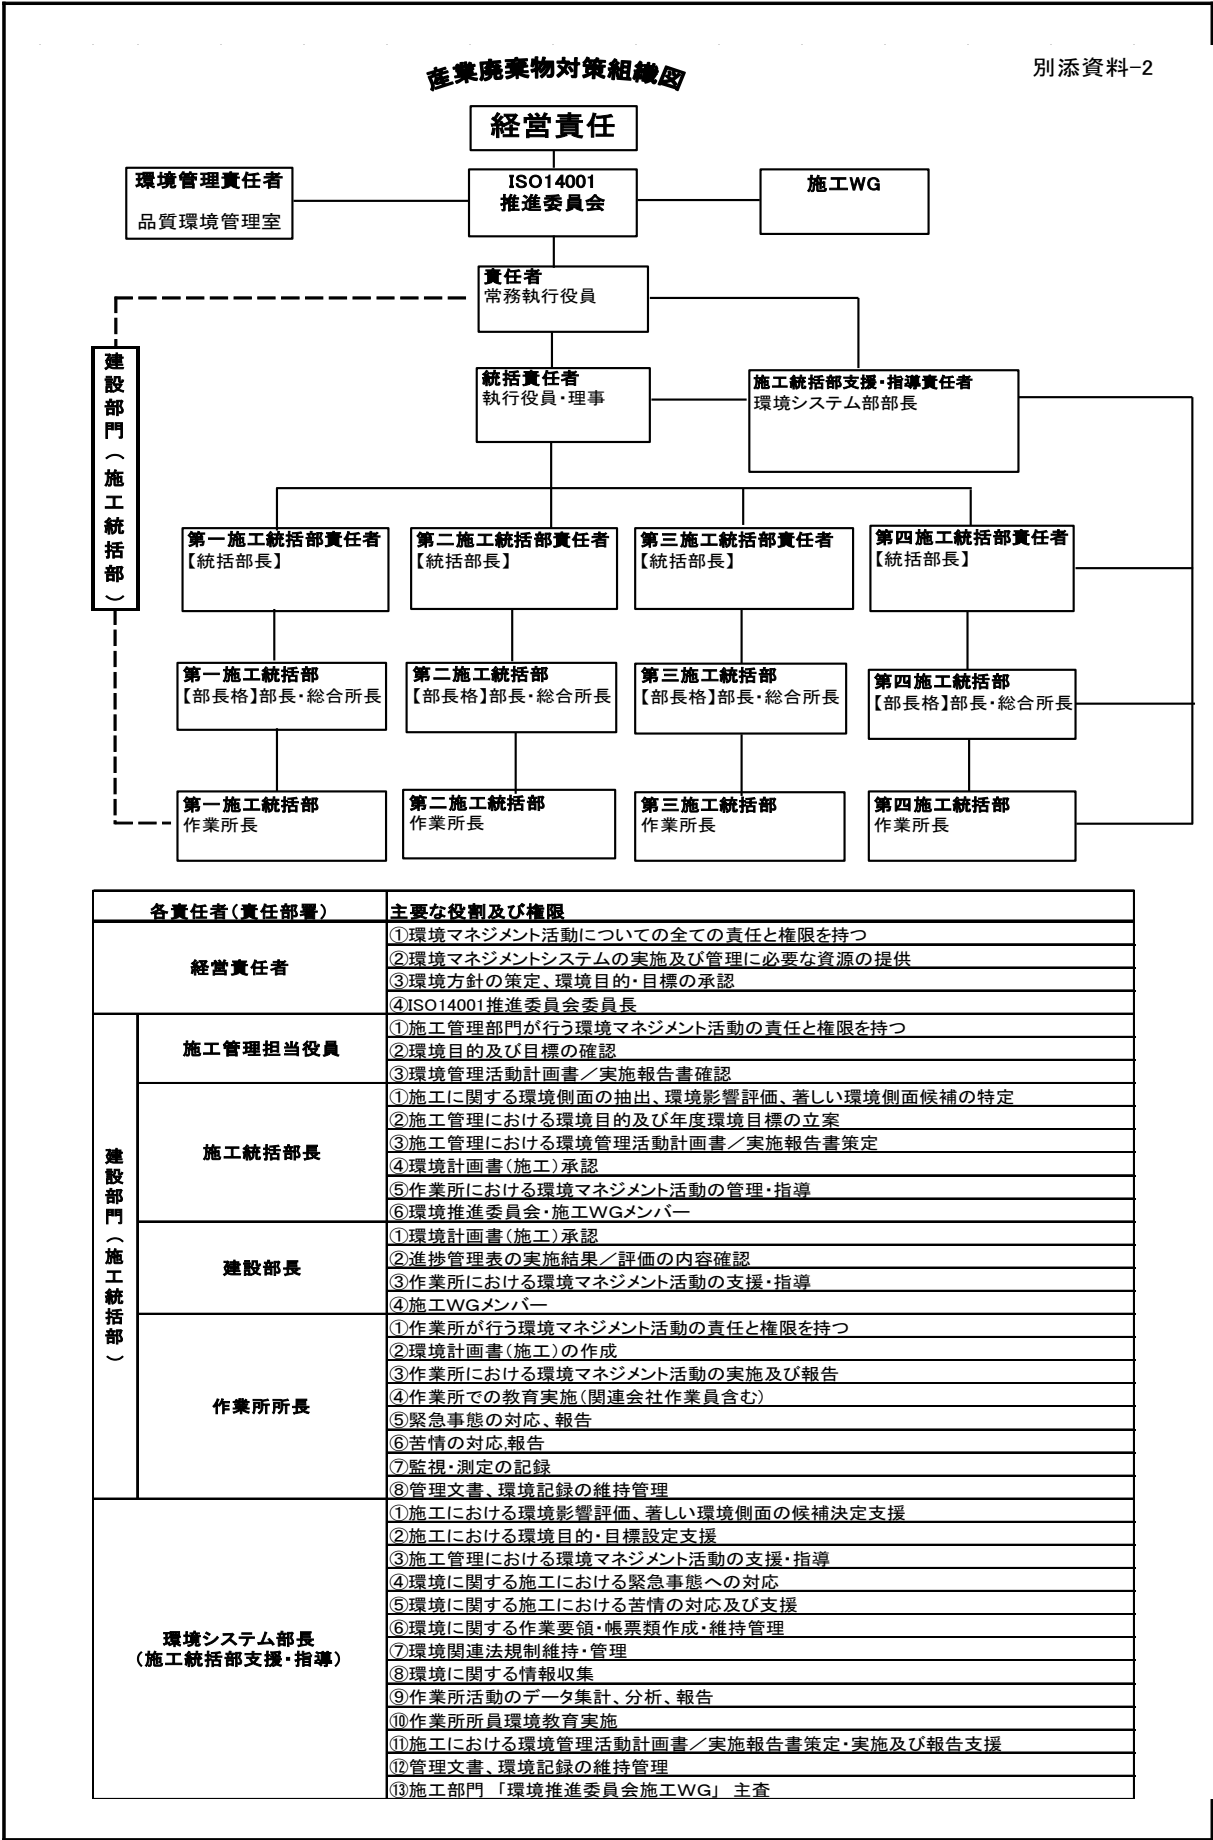 産業廃棄物対策組織図
別添資料-2
経営責任
環境管理責任者
品質環境管理室
ISO14001
推進委員会
施工WG
責任者
常務執行役員
統括責任者
執行役員・理事
施工統括部支援・指導責任者
環境システム部部長
建設部門(施工統括部)
第一施工統括部責任者
【統括部長】
第二施工統括部責任者
【統括部長】
第三施工統括部責任者
【統括部長】
第四施工統括部責任者
【統括部長】
第一施工統括部
【部長格】部長・総合所長
第二施工統括部
【部長格】部長・総合所長
第三施工統括部
【部長格】部長・総合所長
第四施工統括部
【部長格】部長・総合所長
第一施工統括部
作業所長
第二施工統括部
作業所長
第三施工統括部
作業所長
第四施工統括部
作業所長
各責任者(責任部署) 主要な役割及び権限
経営責任者
①環境マネジメント活動についての全ての責任と権限を持つ
②環境マネジメントシステムの実施及び管理に必要な資源の提供
③環境方針の策定、環境目的・目標の承認
④ISO14001推進委員会委員長
建設部門(施工統括部)
施工管理担当役員
①施工管理部門が行う環境マネジメント活動の責任と権限を持つ
②環境目的及び目標の確認
③環境管理活動計画書/実施報告書確認
施工統括部長
①施工に関する環境側面の抽出、環境影響評価、著しい環境側面候補の特定
②施工管理における環境目的及び年度環境目標の立案
③施工管理における環境管理活動計画書/実施報告書策定
④環境計画書(施工)承認
⑤作業所における環境マネジメント活動の管理・指導
⑥環境推進委員会・施工WGメンバー
建設部長
①環境計画書(施工)承認
②進捗管理表の実施結果/評価の内容確認
③作業所における環境マネジメント活動の支援・指導
④施工WGメンバー
作業所所長
①作業所が行う環境マネジメント活動の責任と権限を持つ
②環境計画書(施工)の作成
③作業所における環境マネジメント活動の実施及び報告
④作業所での教育実施(関連会社作業員含む)
⑤緊急事態の対応、報告
⑥苦情の対応,報告
⑦監視・測定の記録
⑧管理文書、環境記録の維持管理
環境システム部長
(施工統括部支援・指導)
①施工における環境影響評価、著しい環境側面の候補決定支援
②施工における環境目的・目標設定支援
③施工管理における環境マネジメント活動の支援・指導
④環境に関する施工における緊急事態への対応
⑤環境に関する施工における苦情の対応及び支援
⑥環境に関する作業要領・帳票類作成・維持管理
⑦環境関連法規制維持・管理
⑧環境に関する情報収集
⑨作業所活動のデータ集計、分析、報告
⑩作業所所員環境教育実施
⑪施工における環境管理活動計画書/実施報告書策定・実施及び報告支援
⑫管理文書、環境記録の維持管理
⑬施工部門 「環境推進委員会施工WG」 主査